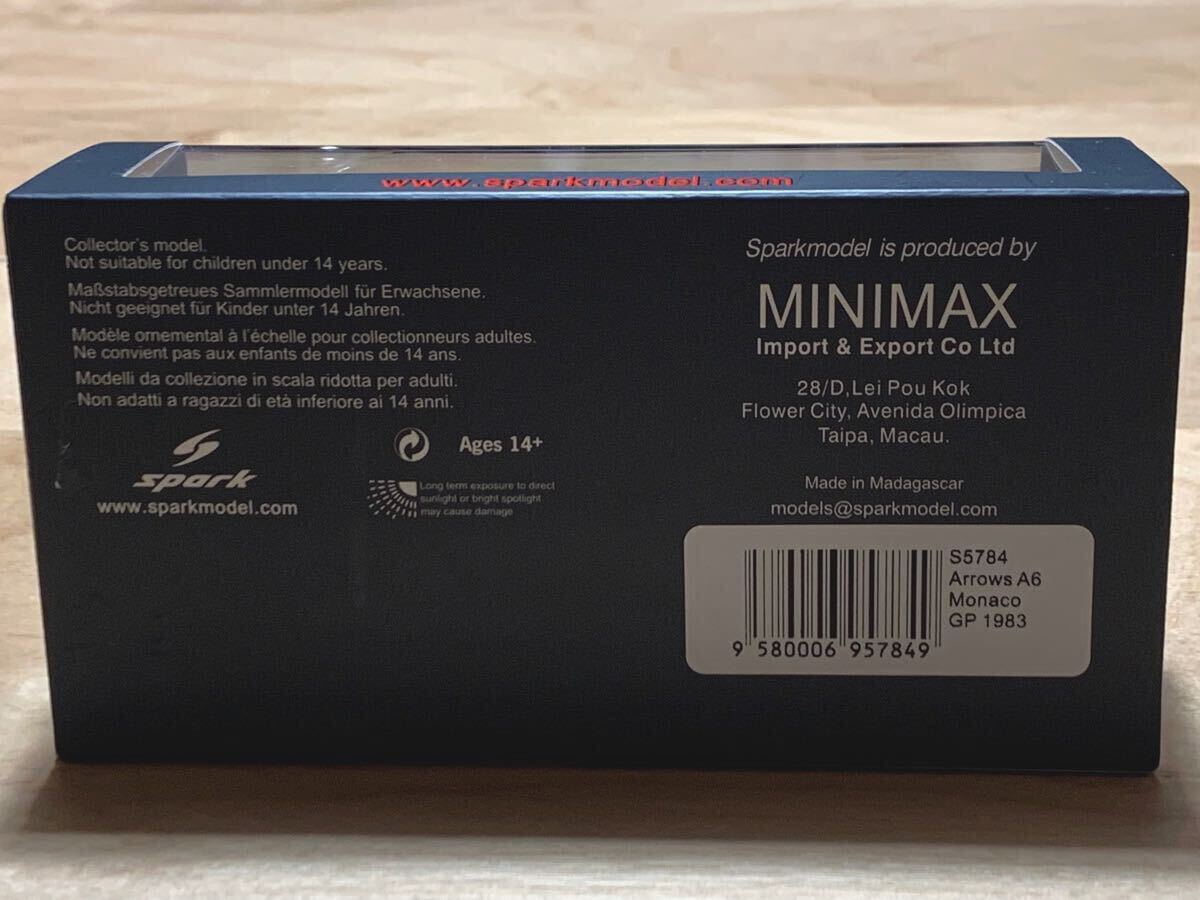 www.sparkmodel.com
Collector's model.
Not suitable for children under 14 years.
Maßstabsgetreues Sammlermodell für Erwachsene.
Nicht geeignet für Kinder unter 14 Jahren.
Modèle ornemental à l'échelle pour collectionneurs adultes.
Ne convient pas aux enfants de moins de 14 ans.
Modelli da collezione in scala ridotta per adulti.
Non adatti a ragazzi di età inferiore ai 14 anni.
spark
www.sparkmodel.com
Ages 14+
Long term exposure to direct
sunlight or bright spotlight
may cause damage
Sparkmodel is produced by
MINIMAX
Import & Export Co Ltd
28/D,Lei Pou Kok
Flower City, Avenida Olimpica
Taipa, Macau.
Made in Madagascar
models@sparkmodel.com
S5784
Arrows A6
Monaco
GP 1983
9 580006 957849